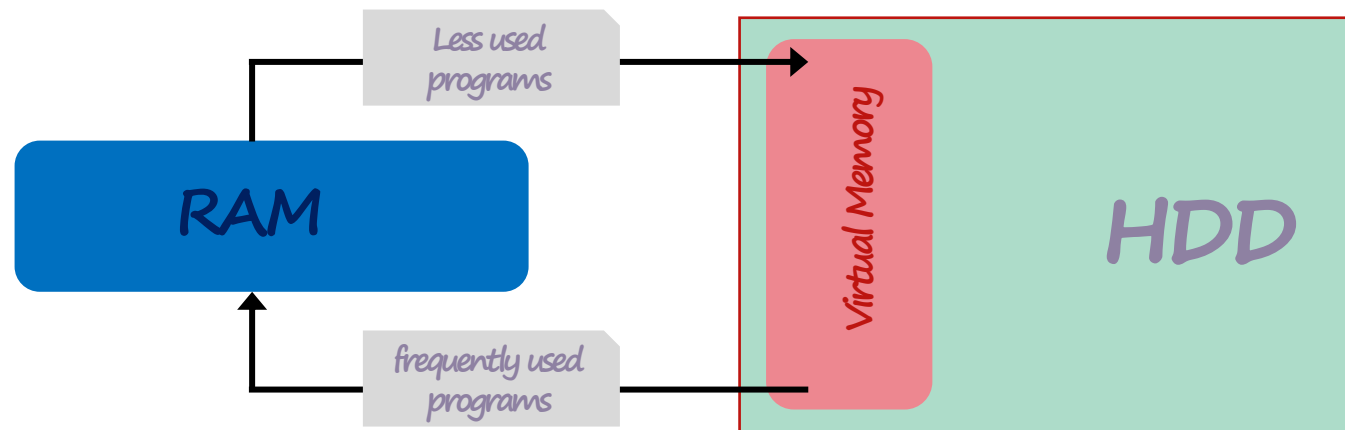 Less used
programs
RAM
Virtual Memory
HDD
frequently used
programs